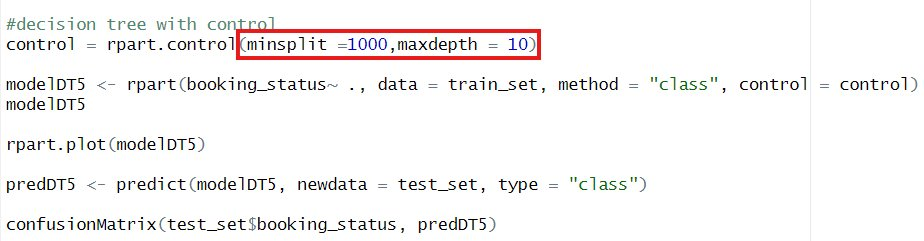 #decision tree with control
control = rpart.control(minsplit =1000,maxdepth = 10)
modelDT5 <- rpart(booking_status~ ., data = train_set, method = "class", control = control)
modelDT5
rpart.plot(modelDT5)
predDT5 <- predict(modelDT5, newdata = test_set, type = "class")
confusionMatrix(test_set$booking_status, predDT5)